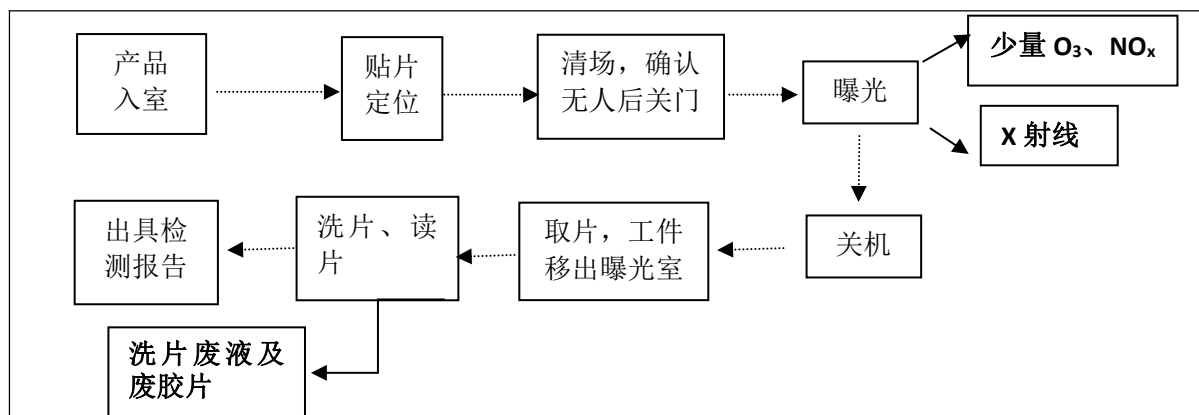 产品
入室
贴片
定位
清场，确认
无人后关门
曝光
少量 O₃、NOₓ
X 射线
关机
取片，工件
移出曝光室
洗片、读
片
出具检
测报告
洗片废液及
废胶片